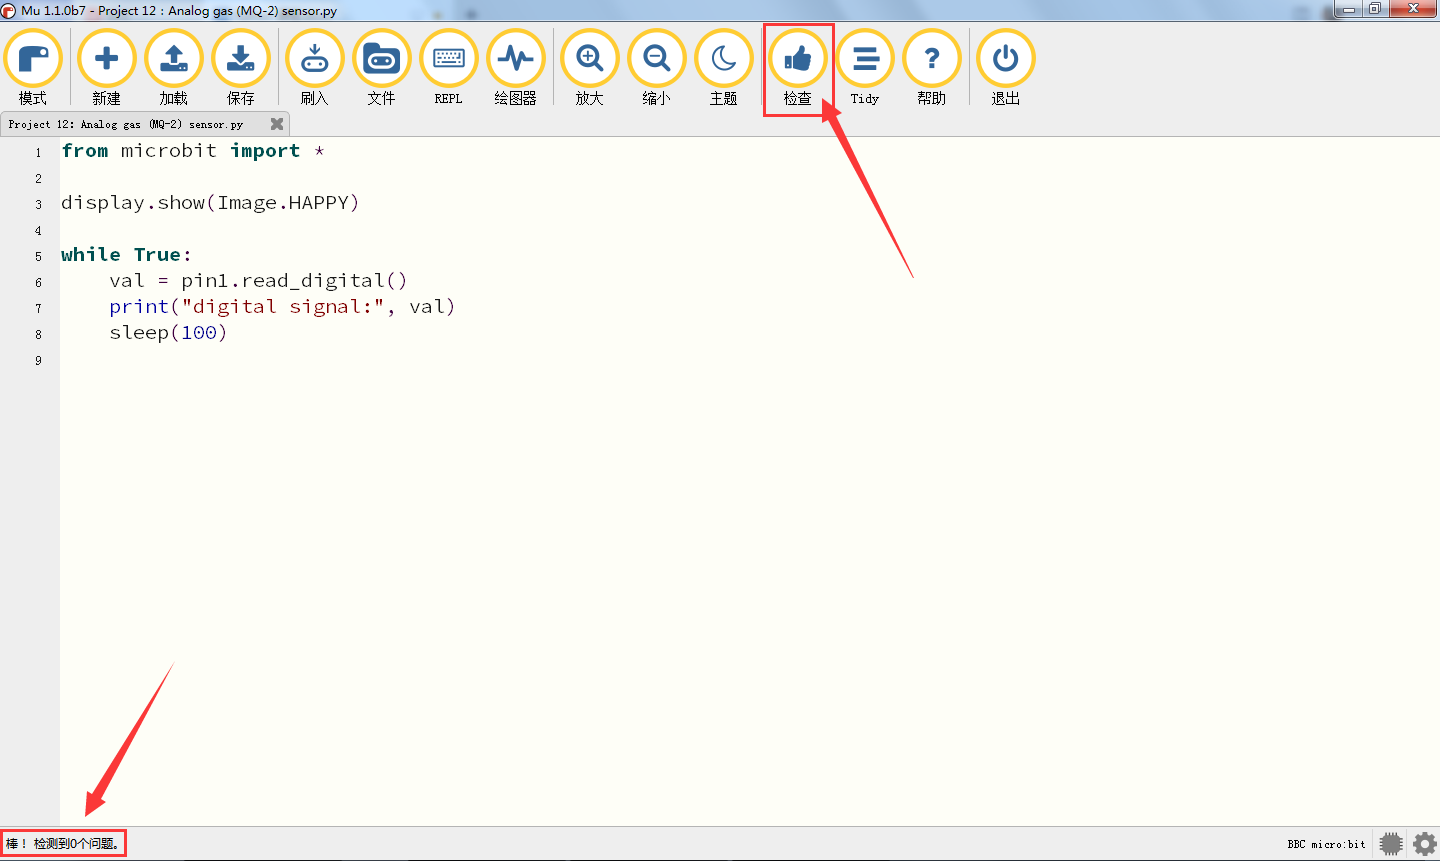 Mu 1.1.0b7 - Project 12：Analog gas (MQ-2) sensor.py
模式 新建 加载 保存 刷入 文件 REPL 绘图器 放大 缩小 主题 检查 Tidy 帮助 退出
Project 12：Analog gas (MQ-2) sensor.py
1 from microbit import *
2
3 display.show(Image.HAPPY)
4
5 while True:
6 val = pin1.read_digital()
7 print("digital signal:", val)
8 sleep(100)
9
棒！ 检测到0个问题。
BBC micro:bit